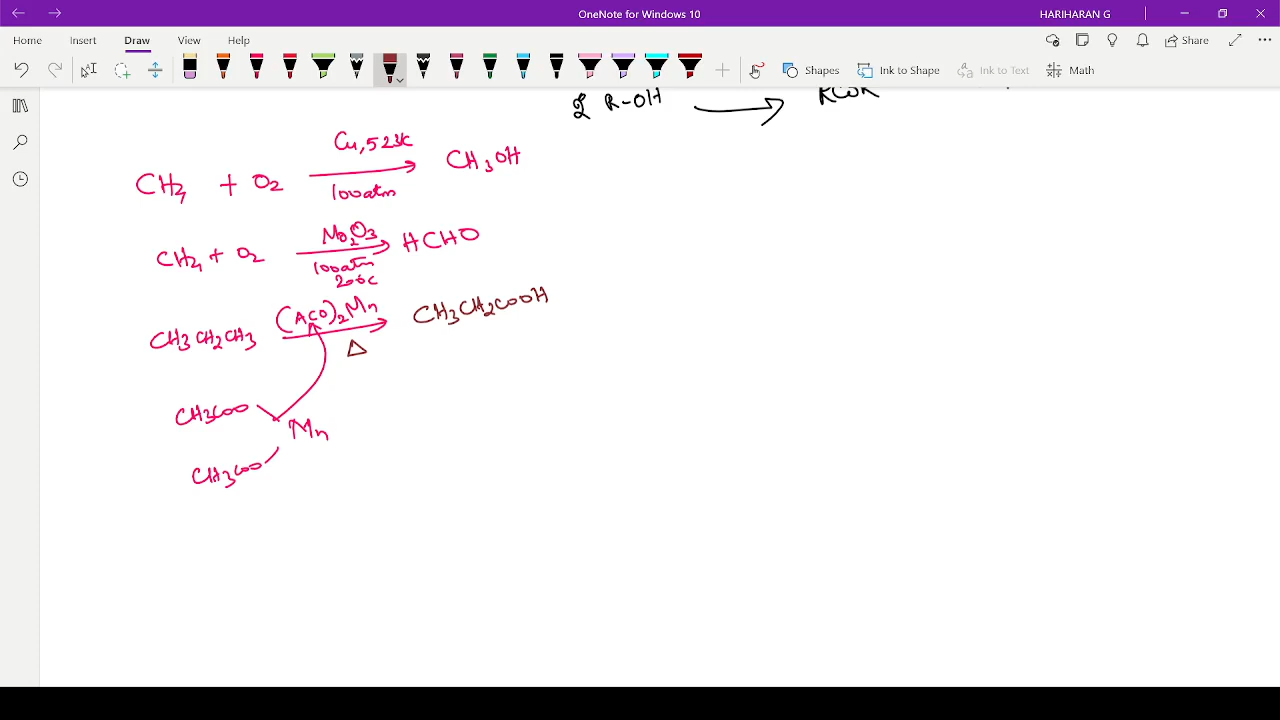 OneNote for Windows 10
HARIHARAN G
Home Insert Draw View Help
Share
Shapes Ink to Shape Ink to Text Math
2° R-OH ⟶ RCOR
CH4 + O2 ⟶ CH3OH
Cu, 523K
100atm
CH4 + O2 ⟶ HCHO
Mo2O3
100atm
200c
CH3CH2CH3 ⟶ CH3CH2COOH
(ACO)2Mn
Δ
CH3COO
Mn
CH3COO